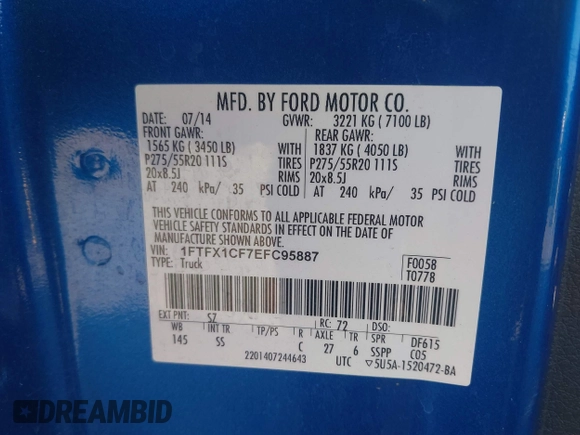 MFD. BY FORD MOTOR CO.
DATE: 07/14 GVWR: 3221 KG ( 7100 LB)
FRONT GAWR: REAR GAWR:
1565 KG ( 3450 LB) WITH 1837 KG ( 4050 LB) WITH
P275/55R20 111S TIRES P275/55R20 111S TIRES
20x8.5J RIMS 20x8.5J RIMS
AT 240 kPa/ 35 PSI COLD AT 240 kPa/ 35 PSI COLD
THIS VEHICLE CONFORMS TO ALL APPLICABLE FEDERAL MOTOR
VEHICLE SAFETY STANDARDS IN EFFECT ON THE DATE OF
MANUFACTURE SHOWN ABOVE.
VIN: 1FTFX1CF7EFC95887 F0058
TYPE: Truck T0778
EXT PNT: SZ RC: 72 DSO:
WB INT TR TP/PS R AXLE TR SPR DF615
145 SS C 27 6 SSPP C05
2201407244643 UTC ▽5U5A-1520472-BA
DREAMBID